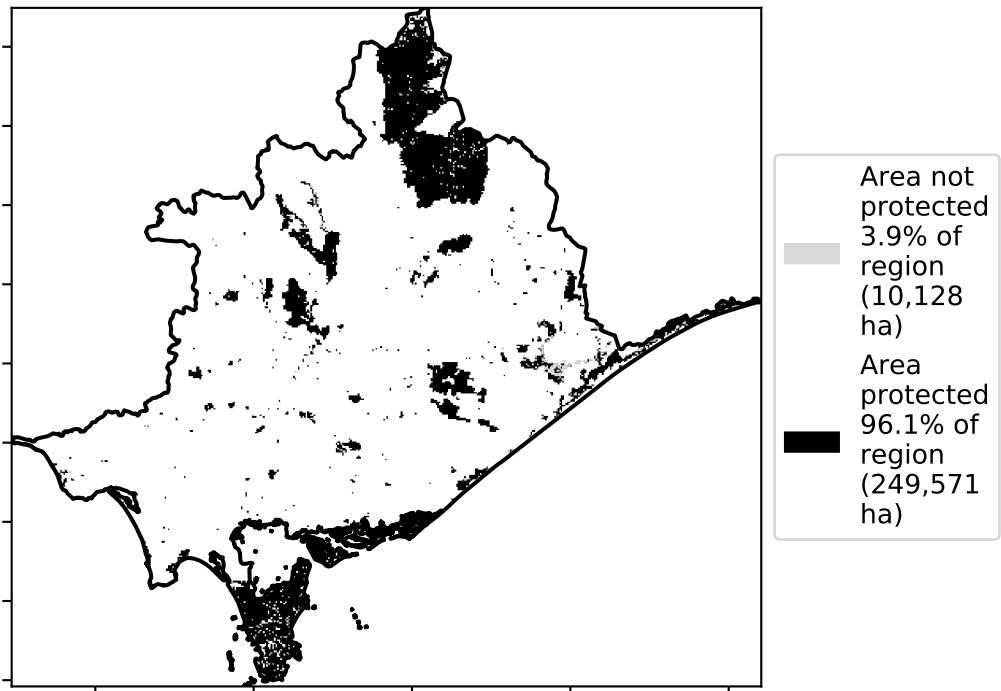 Area not
protected
3.9% of
region
(10,128
ha)
Area
protected
96.1% of
region
(249,571
ha)